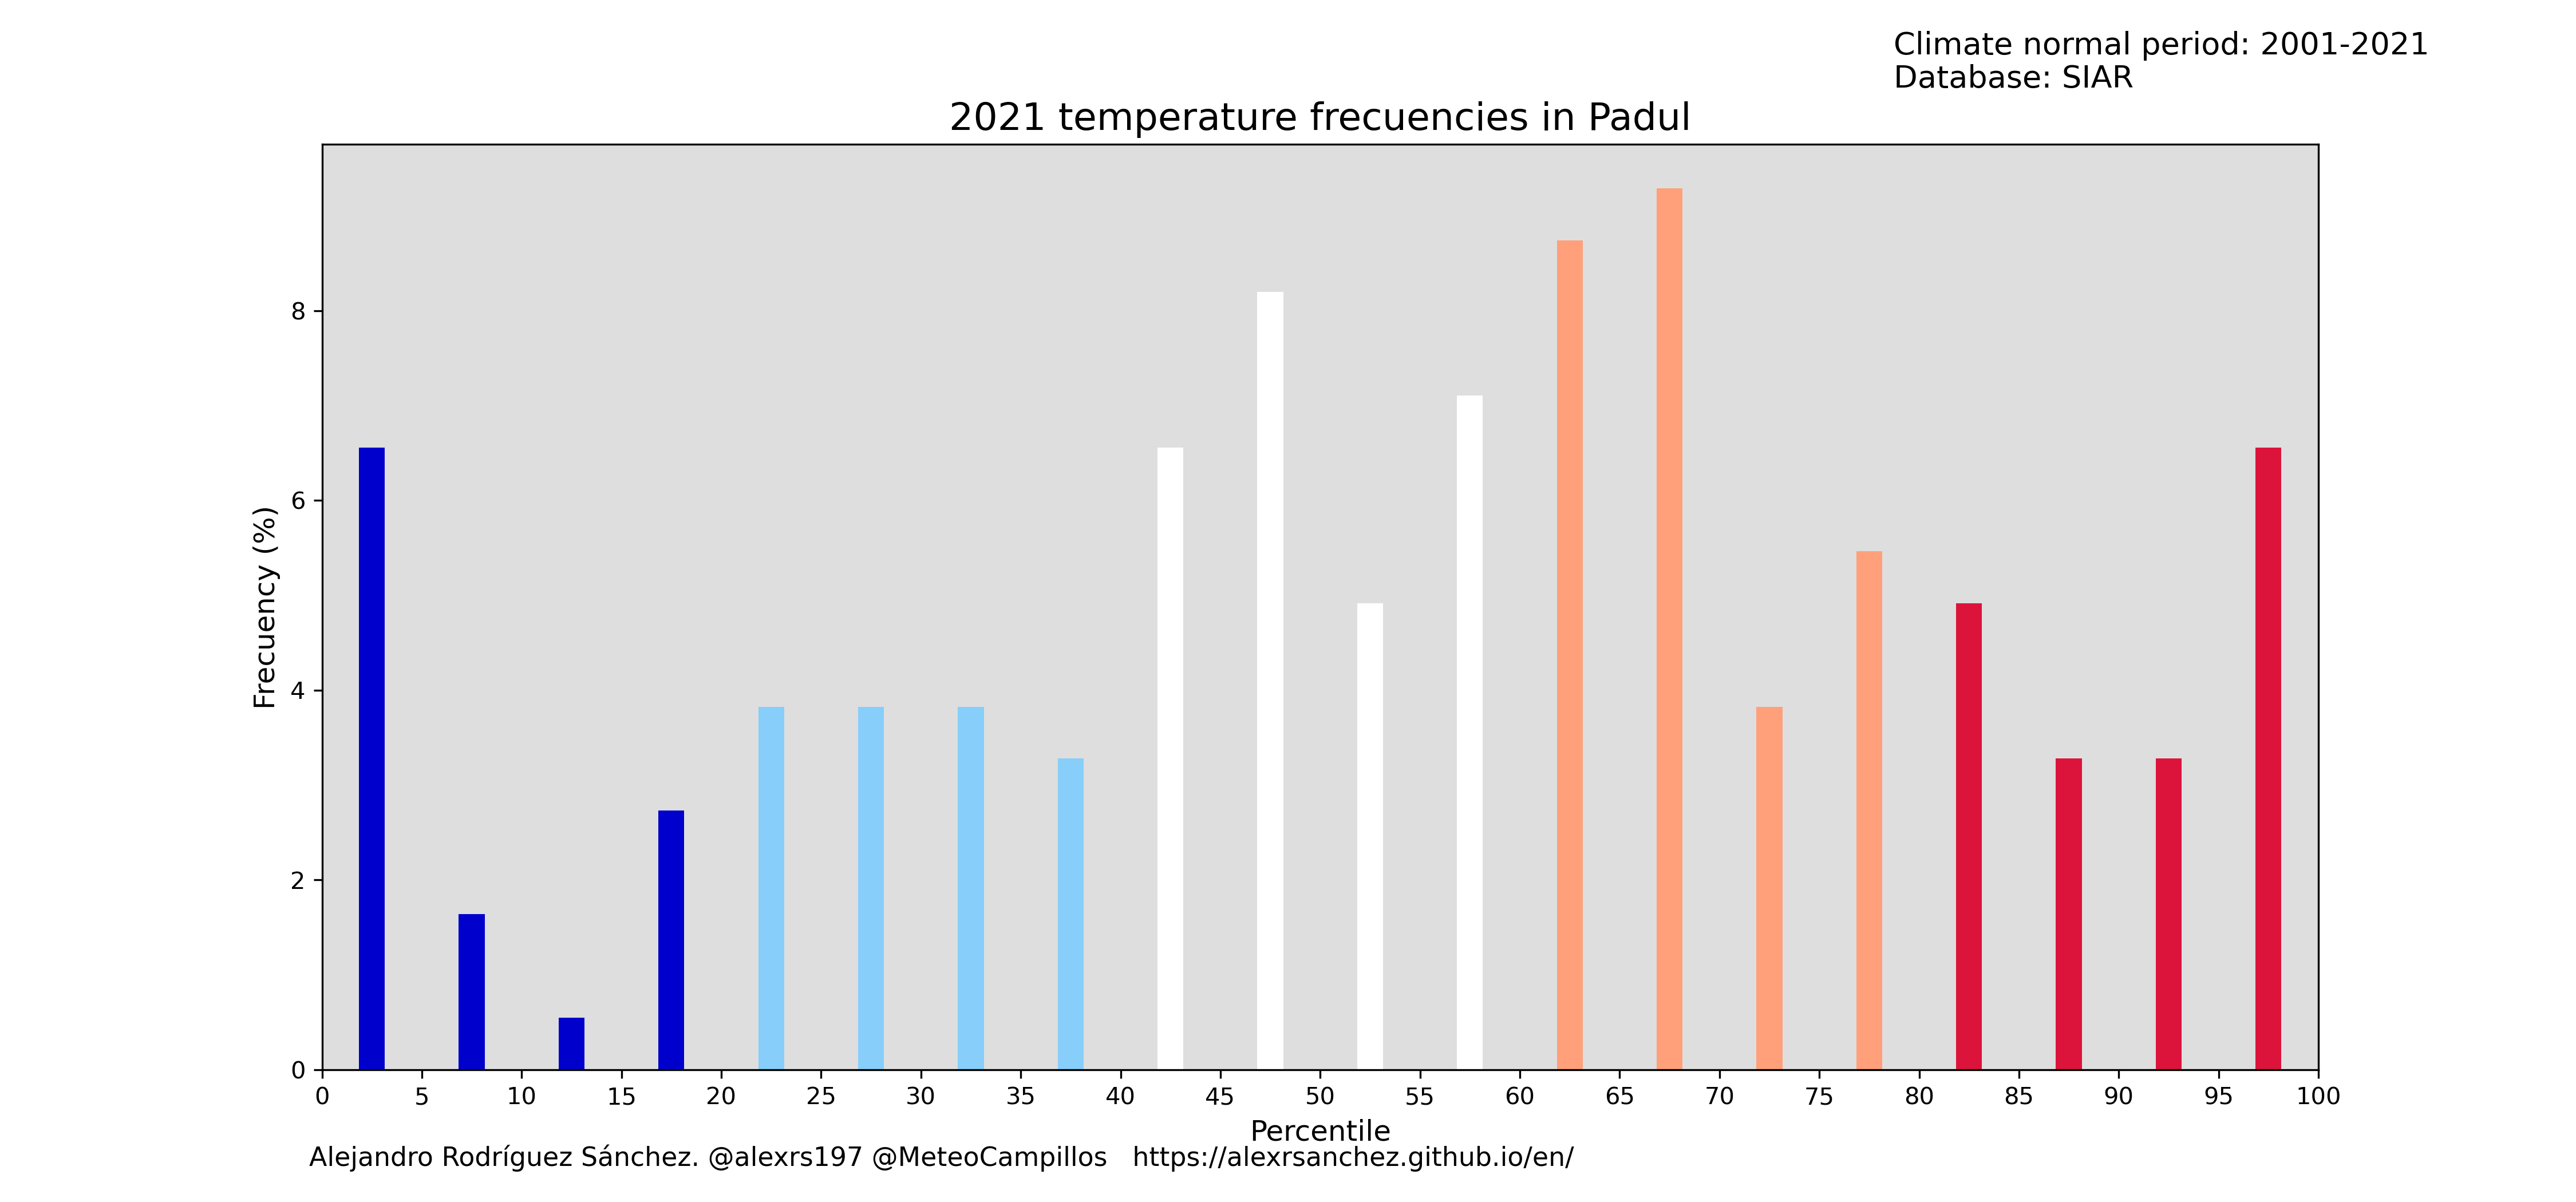 Climate normal period: 2001-2021
Database: SIAR
2021 temperature frecuencies in Padul
Frecuency (%)
8
6
4
2
0
0 5 10 15 20 25 30 35 40 45 50 55 60 65 70 75 80 85 90 95 100
Percentile
Alejandro Rodríguez Sánchez. @alexrs197 @MeteoCampillos https://alexrsanchez.github.io/en/